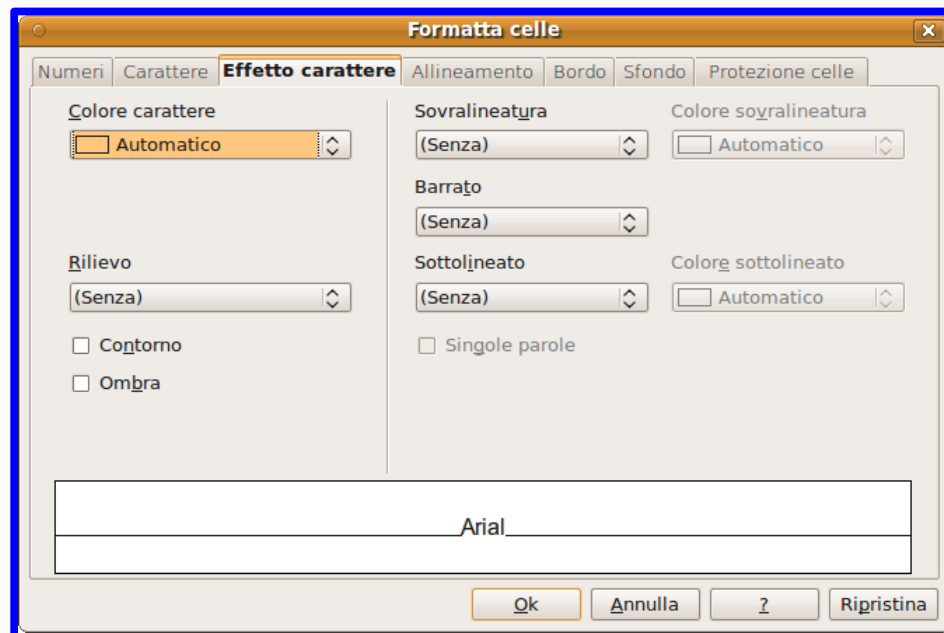 Formatta celle
Numeri Carattere Effetto carattere Allineamento Bordo Sfondo Protezione celle
Colore carattere
Automatico
Rilievo
(Senza)
Contorno
Ombra
Sovralineatura Colore sovralineatura
(Senza) Automatico
Barrato
(Senza)
Sottolineato Colore sottolineato
(Senza) Automatico
Singole parole
Arial
Ok Annulla ? Ripristina